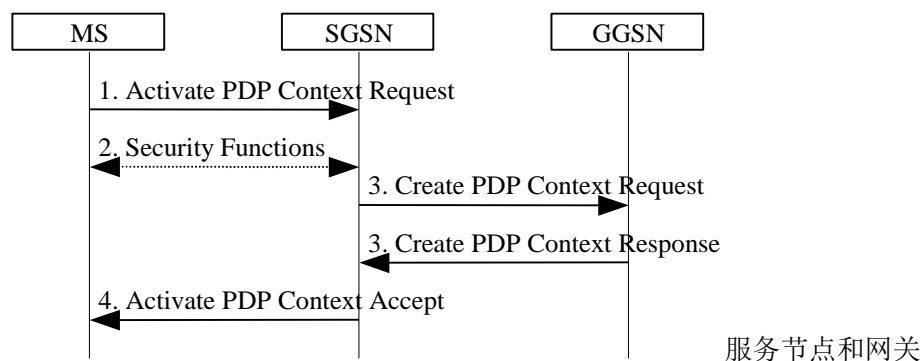 MS SGSN GGSN
1. Activate PDP Context Request
2. Security Functions
3. Create PDP Context Request
3. Create PDP Context Response
4. Activate PDP Context Accept
服务节点和网关